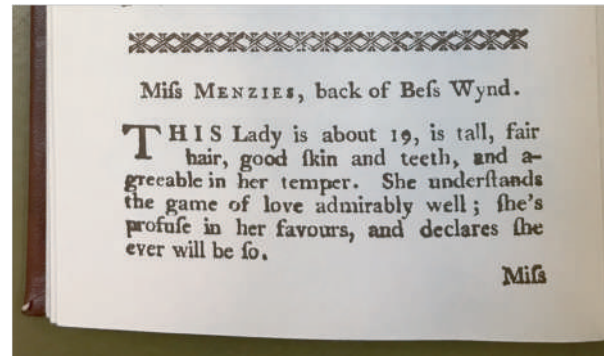 Miſs MENZIES, back of Beſs Wynd.
THIS Lady is about 19, is tall, fair
hair, good ſkin and teeth, and a-
greeable in her temper. She underſtands
the game of love admirably well; ſhe's
profuſe in her favours, and declares ſhe
ever will be ſo.
Miſs